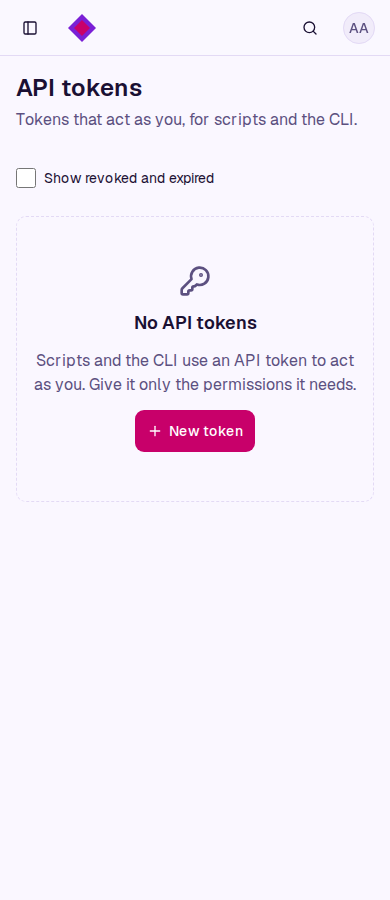 AA
API tokens
Tokens that act as you, for scripts and the CLI.
Show revoked and expired
No API tokens
Scripts and the CLI use an API token to act
as you. Give it only the permissions it needs.
New token